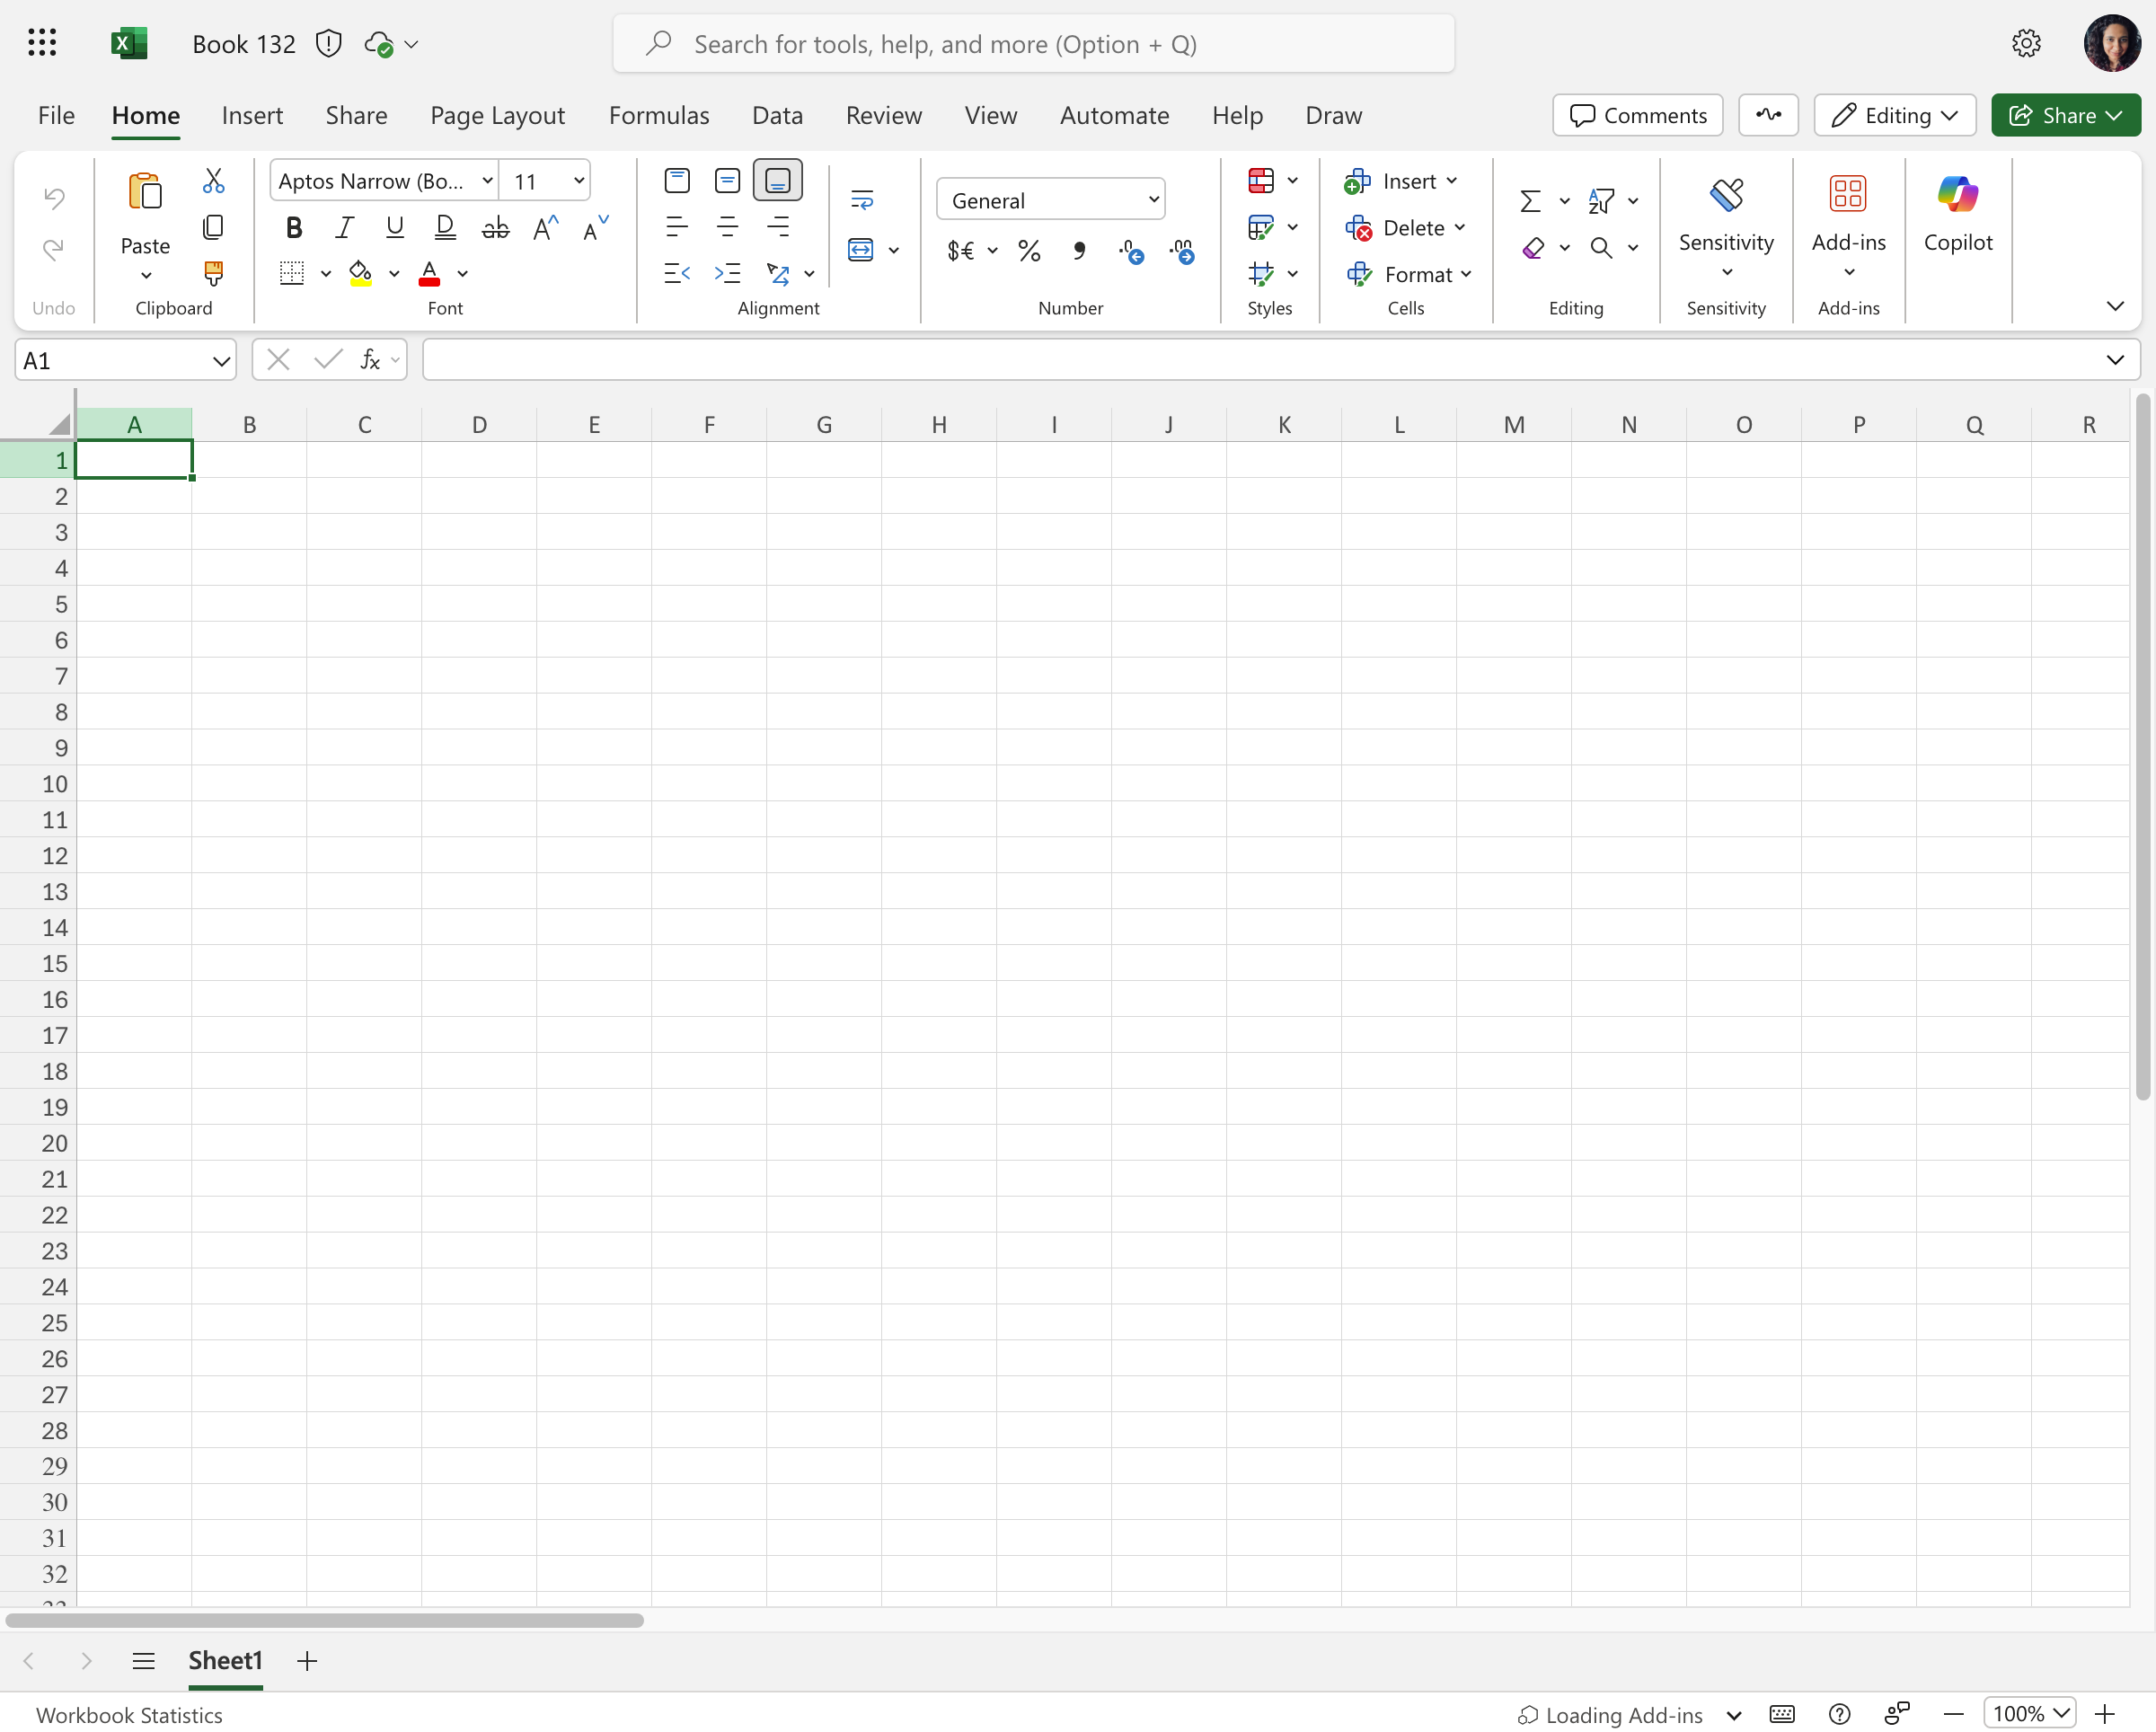 Book 132
Search for tools, help, and more (Option + Q)
File Home Insert Share Page Layout Formulas Data Review View Automate Help Draw Comments Editing Share
Aptos Narrow (Bo... 11 General Insert
Paste Delete Sensitivity Add-ins Copilot
Format
Undo Clipboard Font Alignment Number Styles Cells Editing Sensitivity Add-ins
A1
A B C D E F G H I J K L M N O P Q R
1
2
3
4
5
6
7
8
9
10
11
12
13
14
15
16
17
18
19
20
21
22
23
24
25
26
27
28
29
30
31
32
Sheet1
Workbook Statistics Loading Add-ins 100%